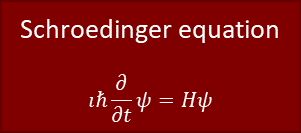 Schroedinger equation
ıℏ ∂/∂t ψ = Hψ